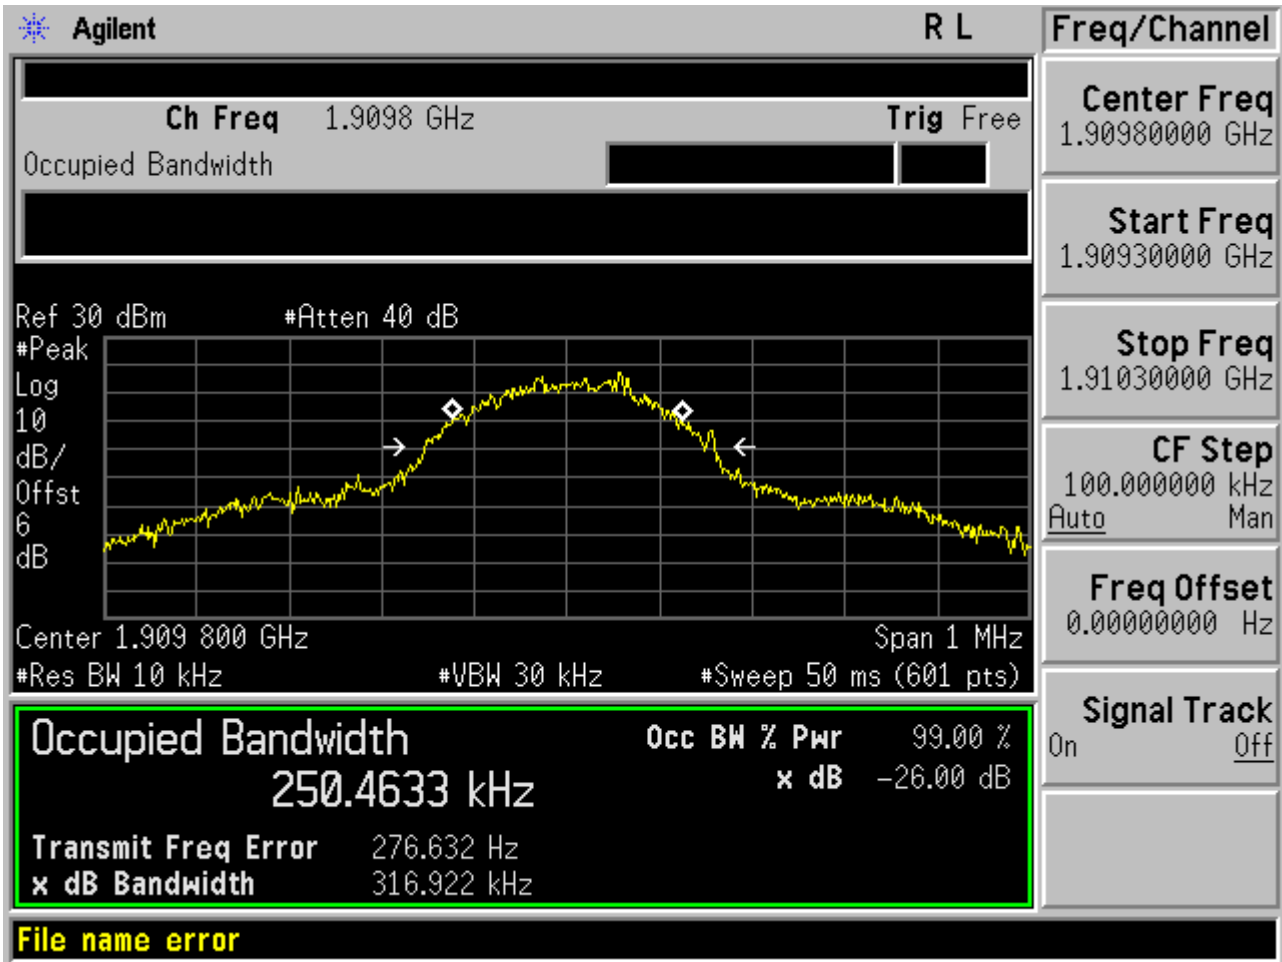 Agilent R L
Ch Freq 1.9098 GHz Trig Free
Occupied Bandwidth
Ref 30 dBm #Atten 40 dB
#Peak
Log
10
dB/
Offst
6
dB
Center 1.909 800 GHz Span 1 MHz
#Res BW 10 kHz #VBW 30 kHz #Sweep 50 ms (601 pts)
Occupied Bandwidth
250.4633 kHz
Occ BW % Pwr 99.00 %
x dB -26.00 dB
Transmit Freq Error 276.632 Hz
x dB Bandwidth 316.922 kHz
File name error
Freq/Channel
Center Freq
1.90980000 GHz
Start Freq
1.90930000 GHz
Stop Freq
1.91030000 GHz
CF Step
100.000000 kHz
Auto Man
Freq Offset
0.00000000 Hz
Signal Track
On Off